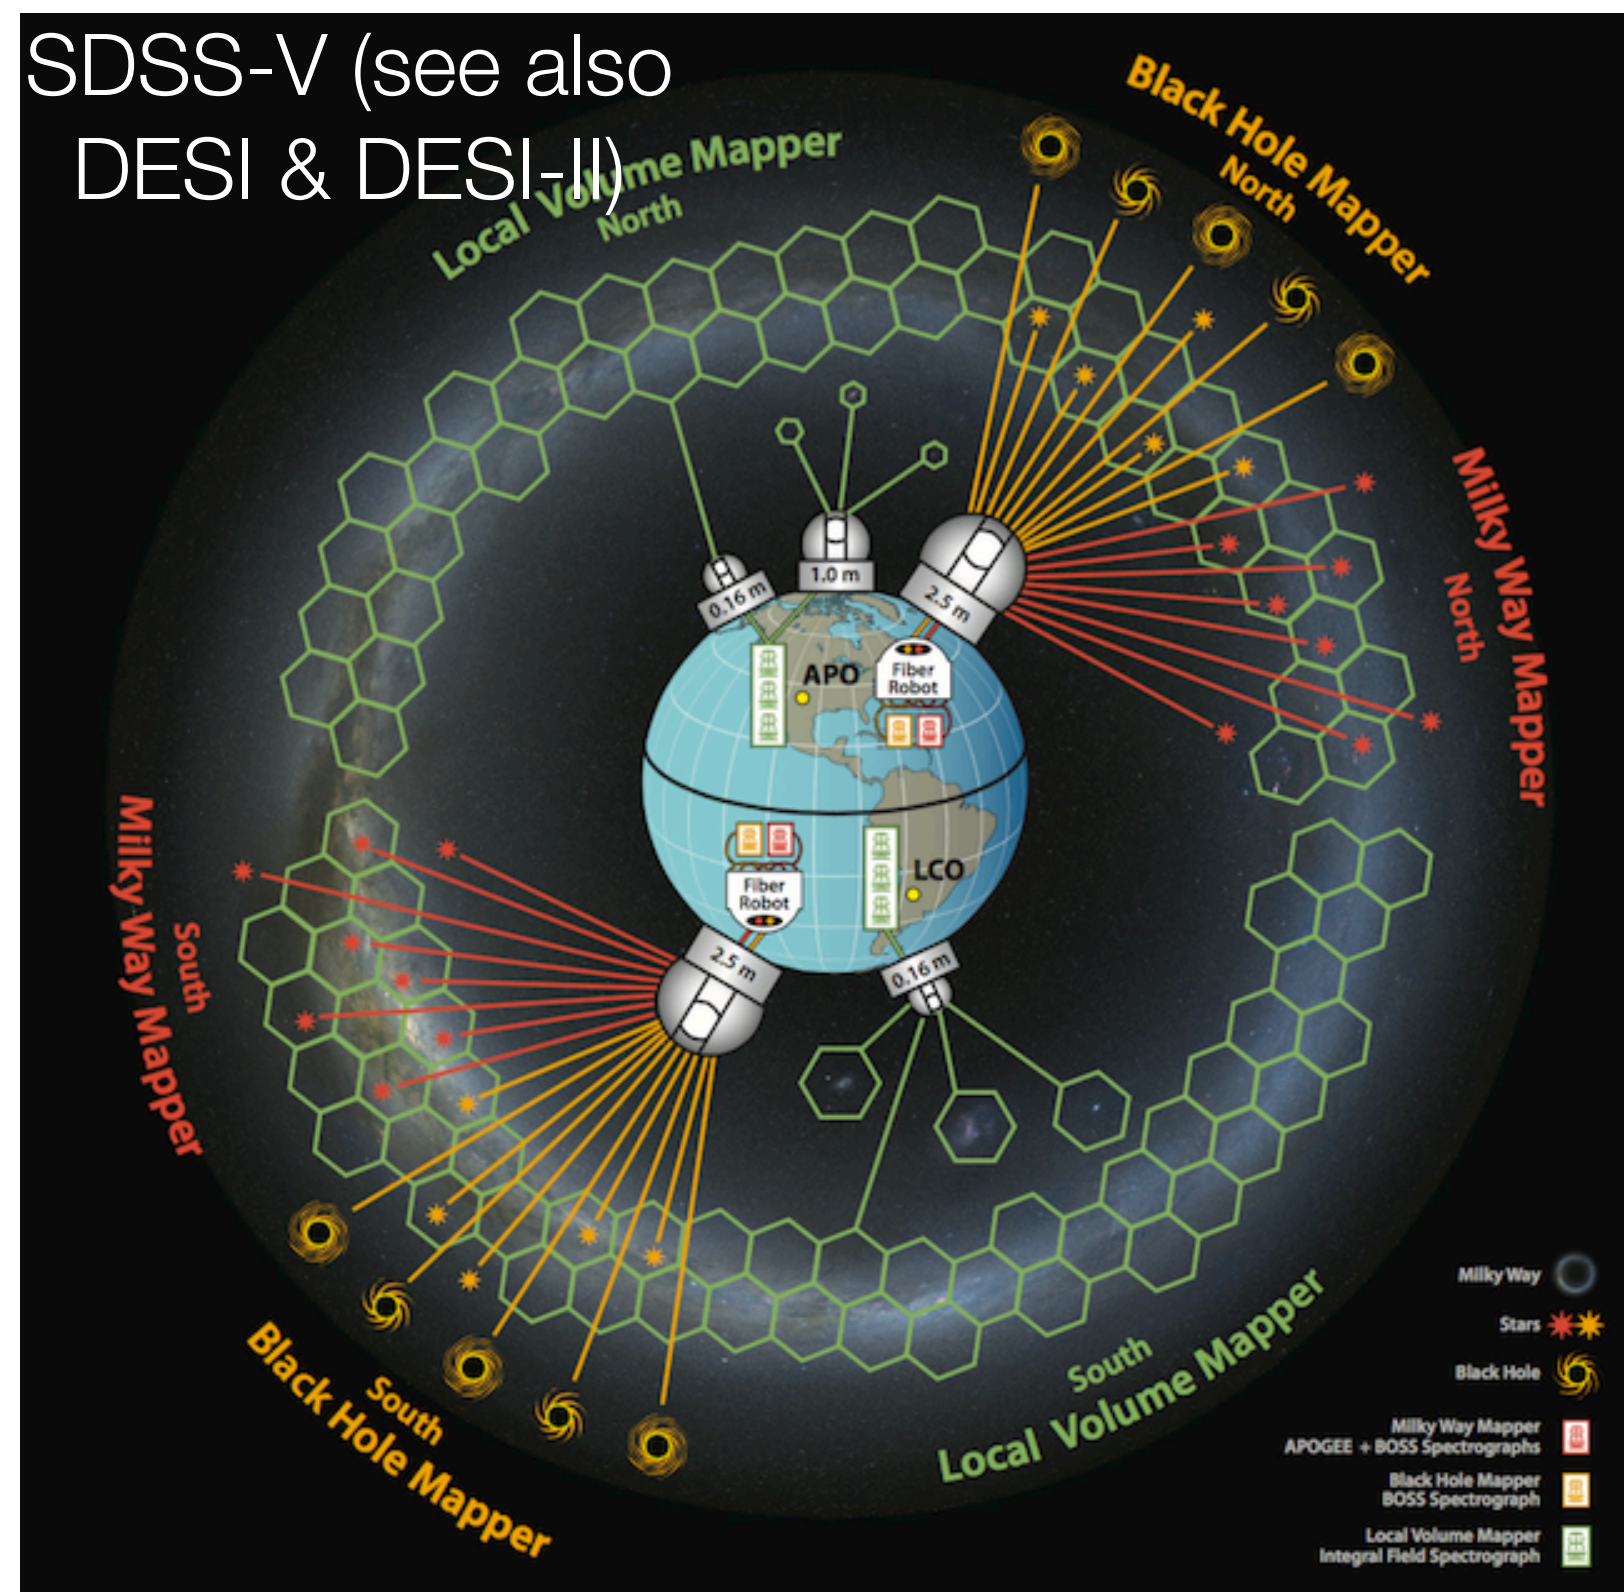 SDSS-V (see also
DESI & DESI-II)
Local Volume Mapper
North
Black Hole Mapper
North
Milky Way Mapper
North
0.16 m
1.0 m
2.5 m
APO
Fiber
Robot
LCO
Fiber
Robot
2.5 m
0.16 m
Milky Way Mapper
South
Black Hole Mapper
South
South
Local Volume Mapper
Milky Way
Stars
Black Hole
Milky Way Mapper
APOGEE + BOSS Spectrographs
Black Hole Mapper
BOSS Spectrograph
Local Volume Mapper
Integral Field Spectrograph